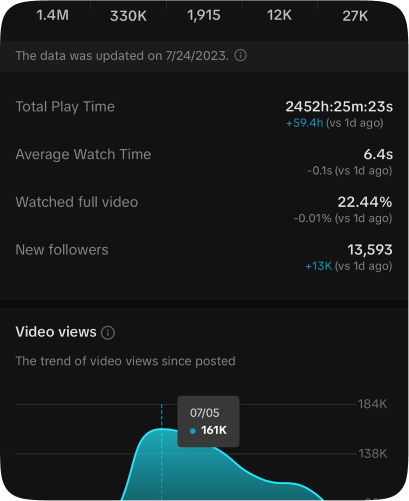 1.4M 330K 1,915 12K 27K
The data was updated on 7/24/2023.
Total Play Time 2452h:25m:23s
+59.4h (vs 1d ago)
Average Watch Time 6.4s
-0.1s (vs 1d ago)
Watched full video 22.44%
-0.01% (vs 1d ago)
New followers 13,593
+13K (vs 1d ago)
Video views
The trend of video views since posted
184K
07/05
161K
138K